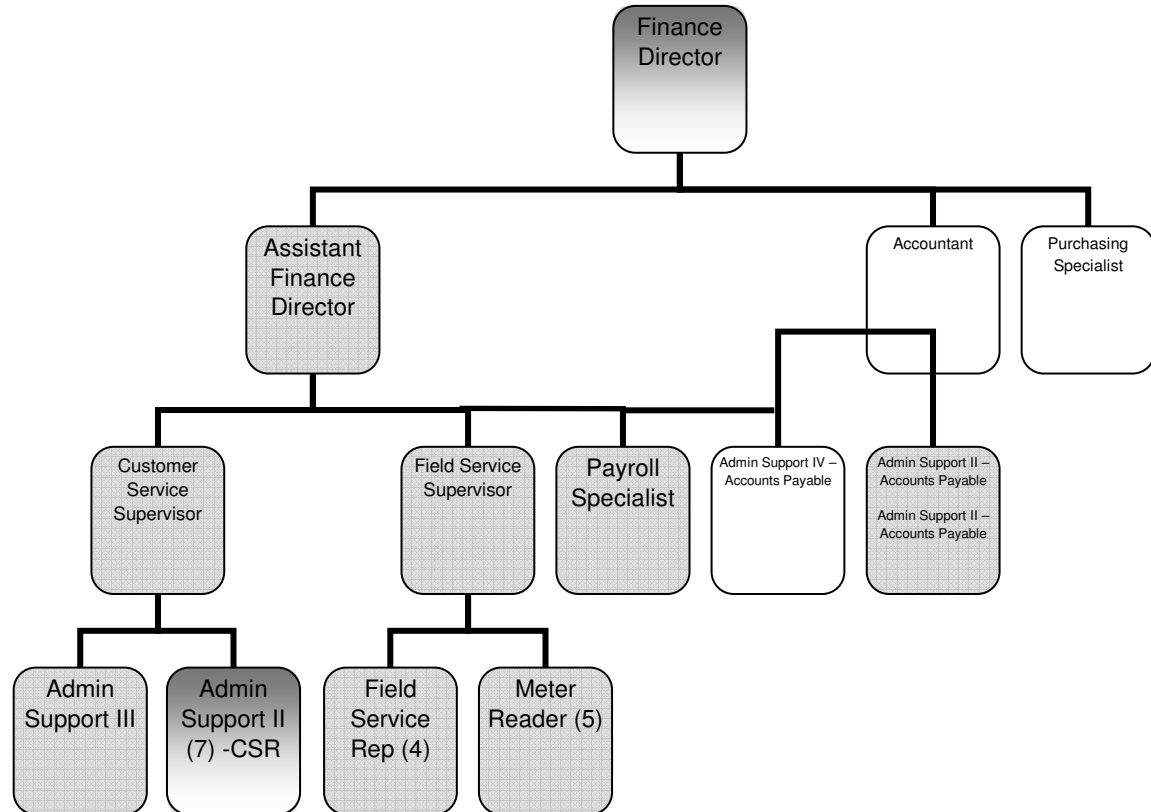 Finance
Director
Assistant
Finance
Director
Accountant
Purchasing
Specialist
Customer
Service
Supervisor
Field Service
Supervisor
Payroll
Specialist
Admin Support IV –
Accounts Payable
Admin Support II –
Accounts Payable
Admin Support II –
Accounts Payable
Admin
Support III
Admin
Support II
(7) -CSR
Field
Service
Rep (4)
Meter
Reader (5)